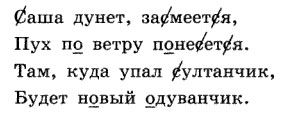 Саша дунет, засмеется,
Пух по ветру понесется.
Там, куда упал султанчик,
Будет новый одуванчик.